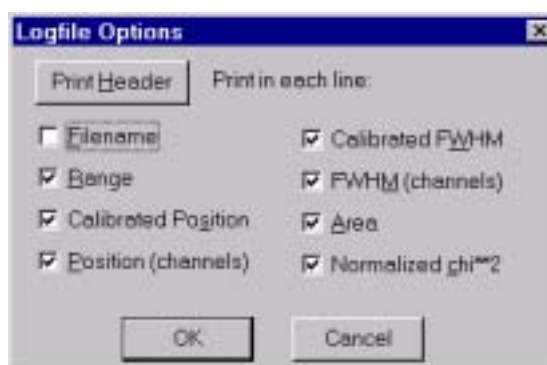 Logfile Options
Print Header
Print in each line:
Filename
Range
Calibrated Position
Position (channels)
Calibrated FWHM
FWHM (channels)
Area
Normalized chi**2
OK
Cancel